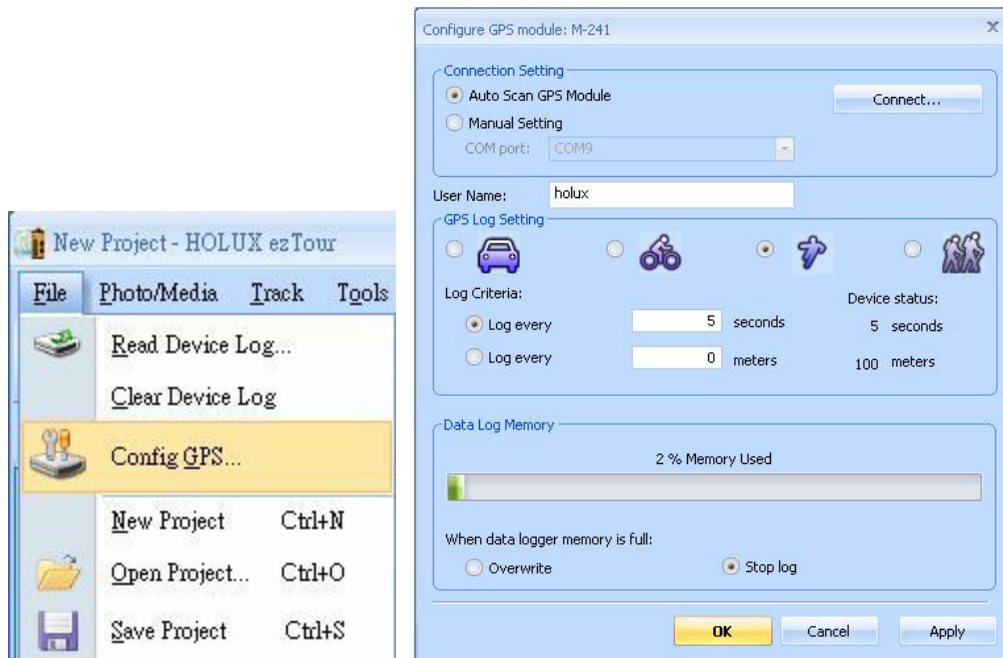 New Project - HOLUX ezTour
File Photo/Media Track Tools
Read Device Log...
Clear Device Log
Config GPS...
New Project Ctrl+N
Open Project... Ctrl+O
Save Project Ctrl+S
Configure GPS module: M-241 X
Connection Setting
Auto Scan GPS Module
Connect...
Manual Setting
COM port: COM9
User Name: holux
GPS Log Setting
Log Criteria:
Device status:
Log every 5 seconds 5 seconds
Log every 0 meters 100 meters
Data Log Memory
2 % Memory Used
When data logger memory is full:
Overwrite Stop log
OK Cancel Apply